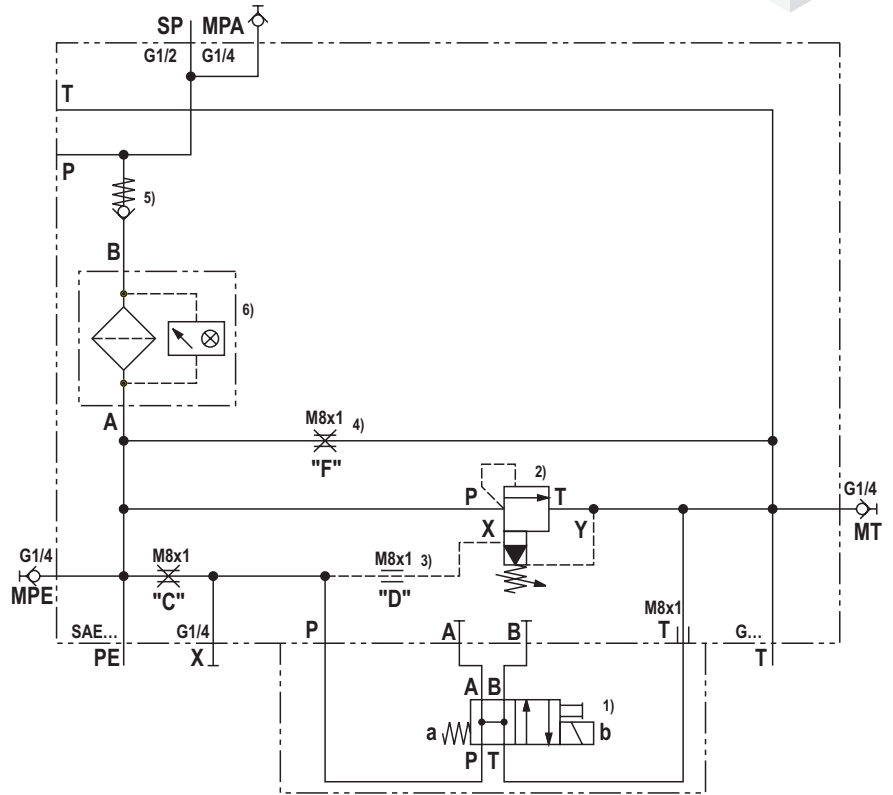 SP MPA
G1/2 G1/4
T
P
5)
B
6)
A
M8x1 4)
"F"
2)
P T
X Y
G1/4
MT
G1/4
MPE
M8x1
"C"
M8x1 3)
"D"
M8x1
SAE... G1/4 P A B T G...
PE X T
A B
1)
a b
P T